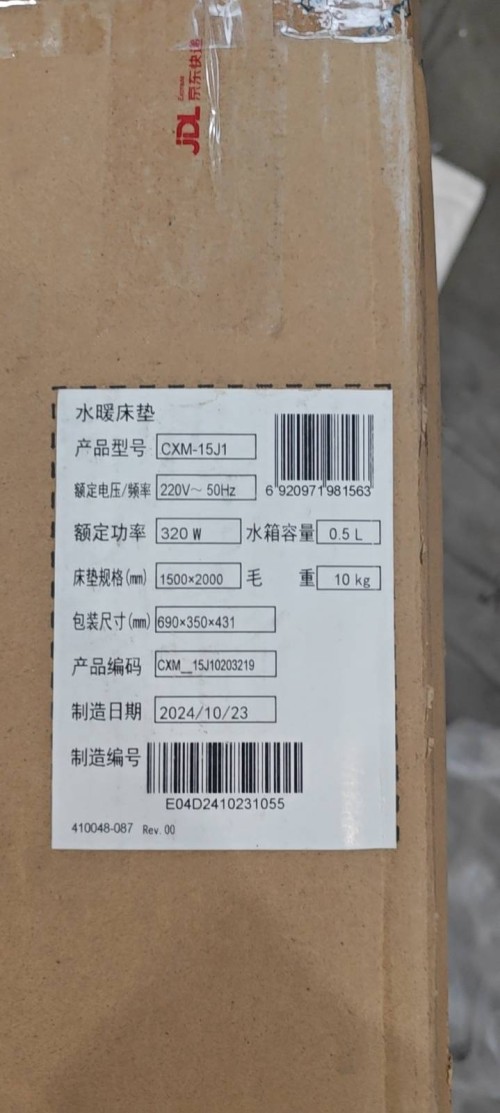 JDL 京东快递
水暖床垫
产品型号 CXM-15J1
6 920971 981563
额定电压/频率 220V～ 50Hz
额定功率 320 W 水箱容量 0.5 L
床垫规格(mm) 1500×2000 毛 重 10 kg
包装尺寸(mm) 690×350×431
产品编码 CXM__15J10203219
制造日期 2024/10/23
制造编号
E04D2410231055
410048-087 Rev.00